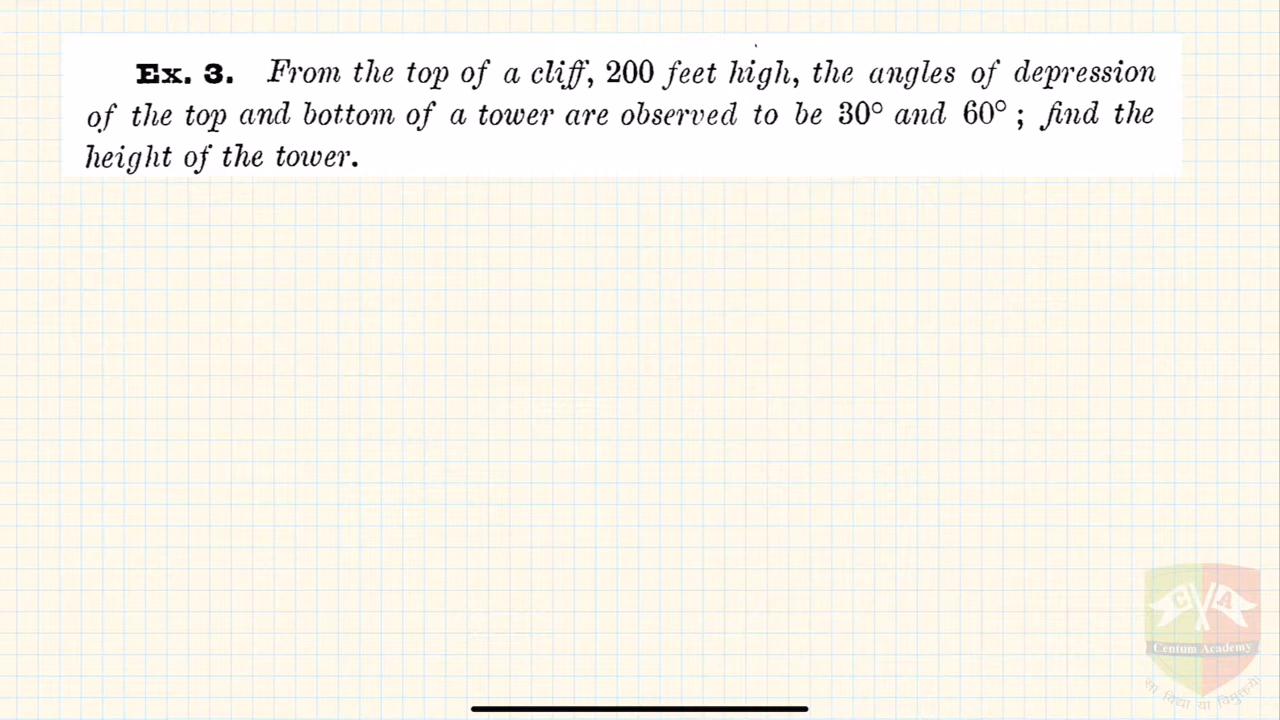 Ex. 3. From the top of a cliff, 200 feet high, the angles of depression
of the top and bottom of a tower are observed to be 30° and 60° ; find the
height of the tower.
C A
Centum Academy
सा विद्या या विमुक्तये